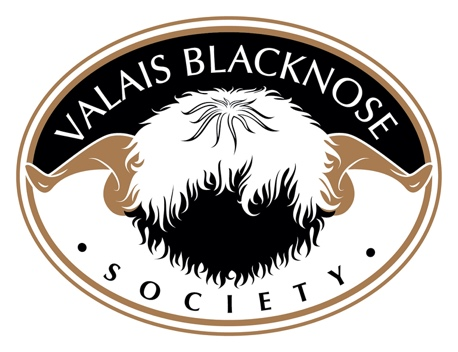 VALAIS BLACKNOSE
• SOCIETY •